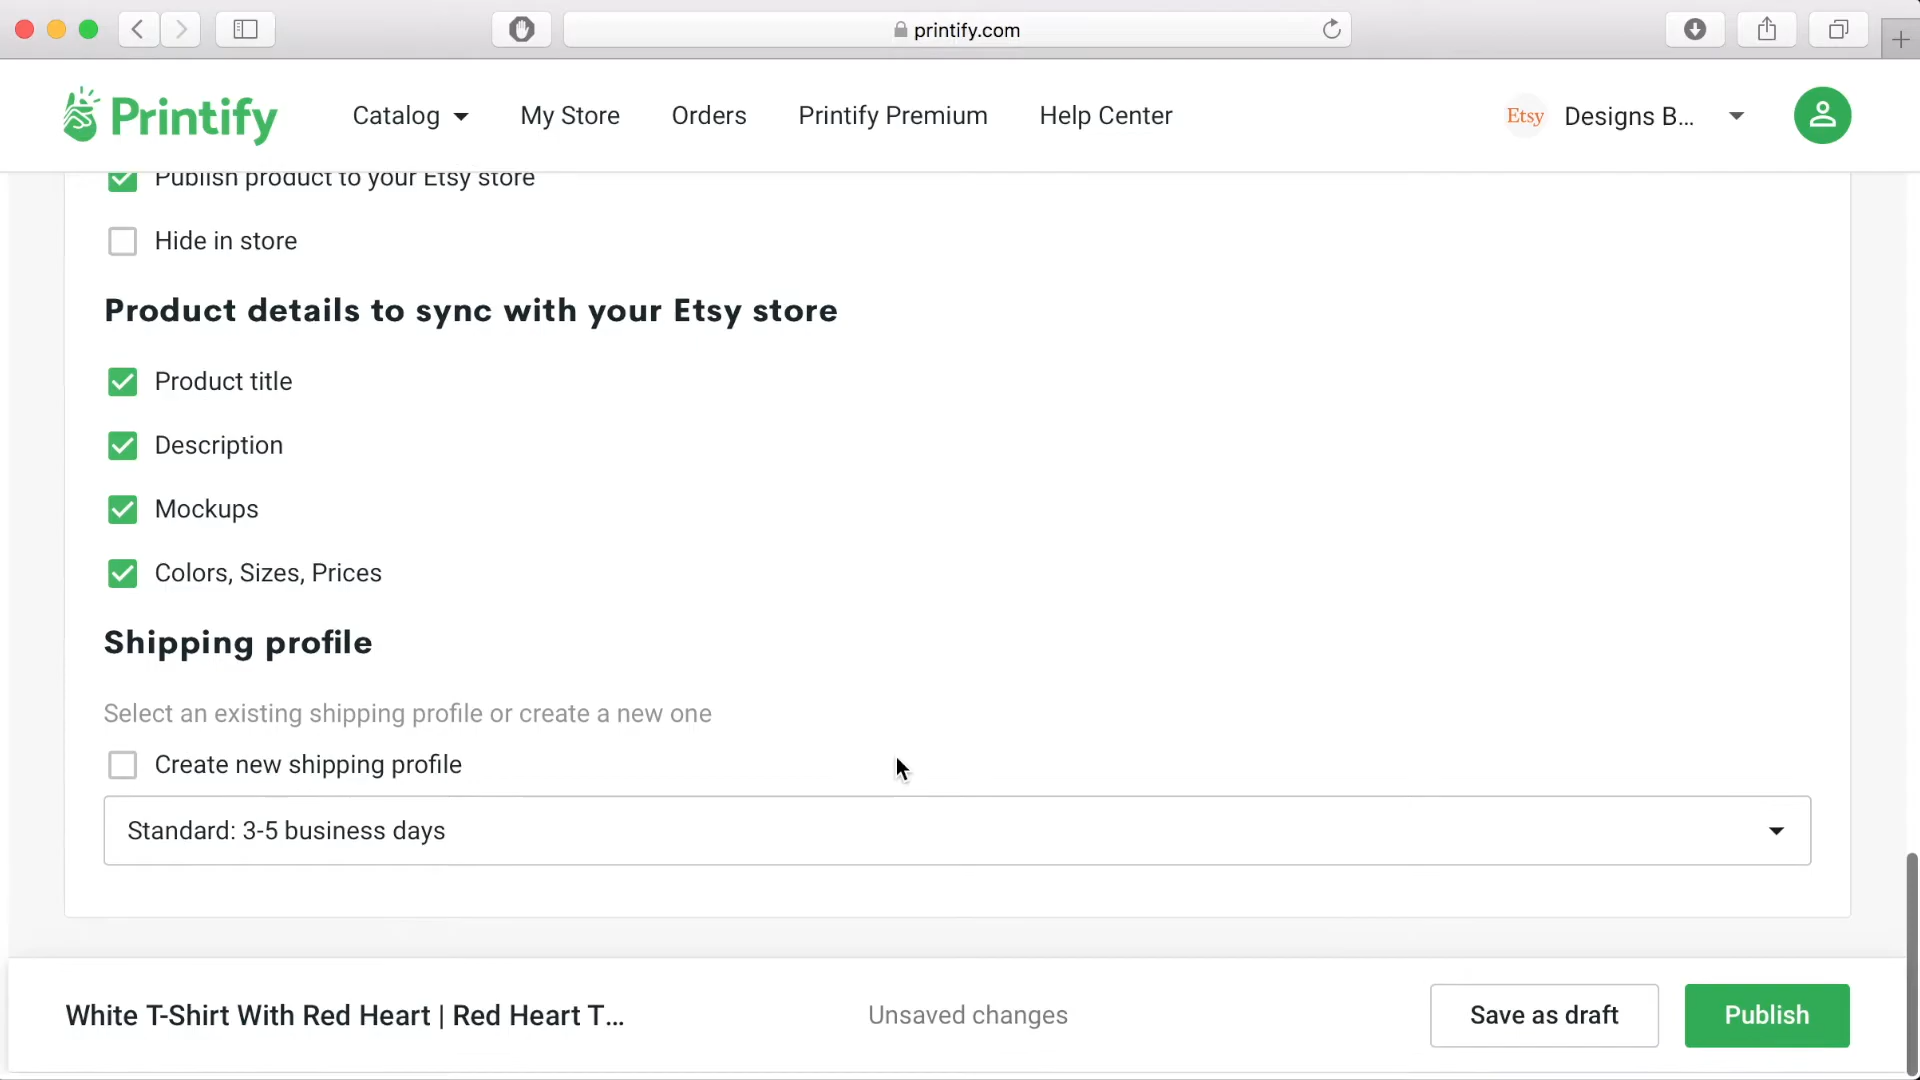 printify.com
Printify
Catalog
My Store
Orders
Printify Premium
Help Center
Etsy
Designs B...
Publish product to your Etsy store
Hide in store
Product details to sync with your Etsy store
Product title
Description
Mockups
Colors, Sizes, Prices
Shipping profile
Select an existing shipping profile or create a new one
Create new shipping profile
Standard: 3-5 business days
White T-Shirt With Red Heart | Red Heart T...
Unsaved changes
Save as draft
Publish